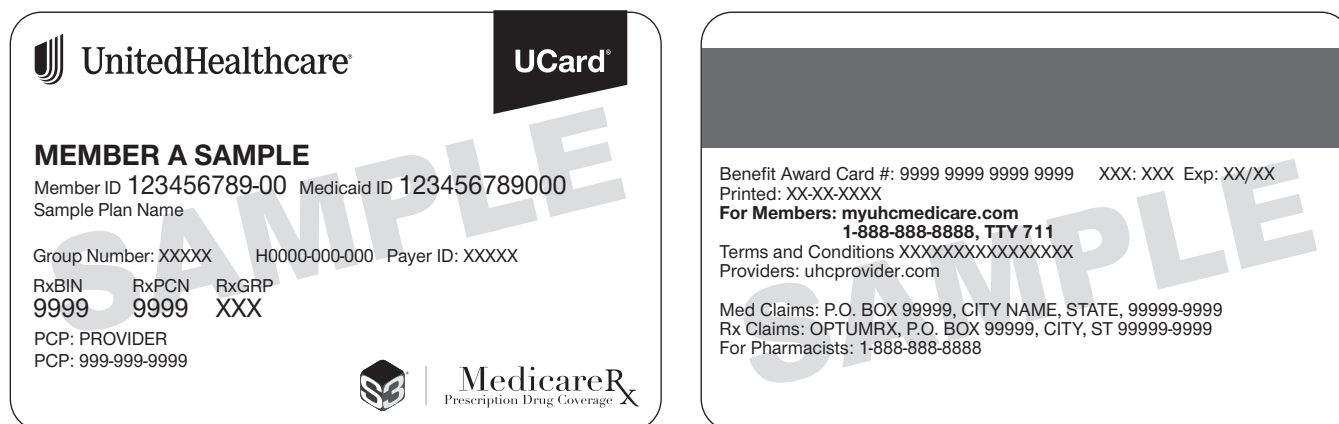 UnitedHealthcare®
UCard®
MEMBER A SAMPLE
Member ID 123456789-00 Medicaid ID 123456789000
Sample Plan Name
Group Number: XXXXX H0000-000-000 Payer ID: XXXXX
RxBIN RxPCN RxGRP
9999 9999 XXX
PCP: PROVIDER
PCP: 999-999-9999
S3
MedicareRx
Prescription Drug Coverage
SAMPLE
Benefit Award Card #: 9999 9999 9999 9999 XXX: XXX Exp: XX/XX
Printed: XX-XX-XXXX
For Members: myuhcmedicare.com
1-888-888-8888, TTY 711
Terms and Conditions XXXXXXXXXXXXXXXX
Providers: uhcprovider.com
Med Claims: P.O. BOX 99999, CITY NAME, STATE, 99999-9999
Rx Claims: OPTUMRX, P.O. BOX 99999, CITY, ST 99999-9999
For Pharmacists: 1-888-888-8888
SAMPLE